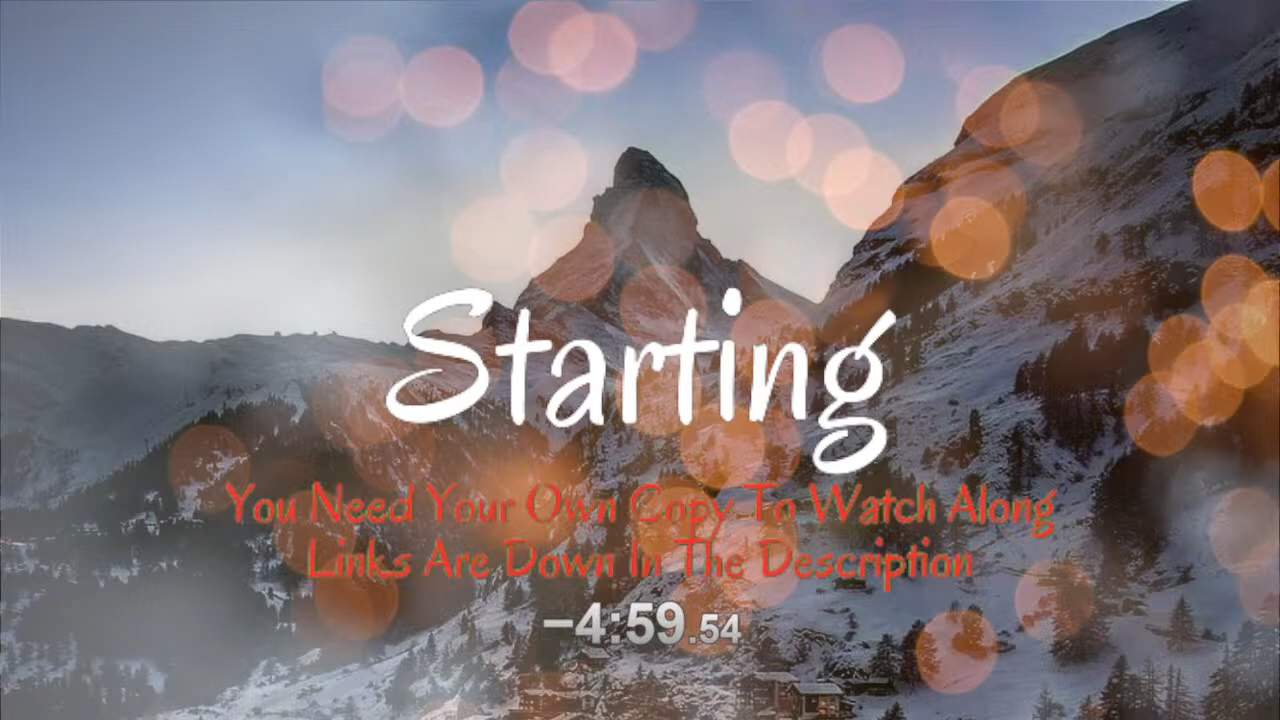 Starting
You Need Your Own Copy To Watch Along
Links Are Down In The Description
−4:59.54